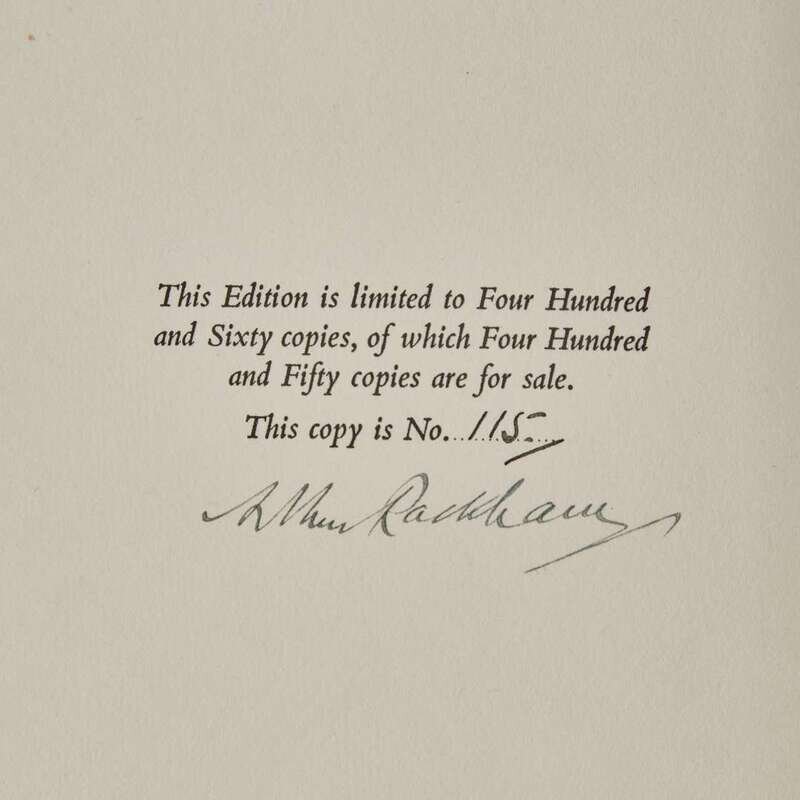 This Edition is limited to Four Hundred
and Sixty copies, of which Four Hundred
and Fifty copies are for sale.
This copy is No. 115
Arthur Rackham